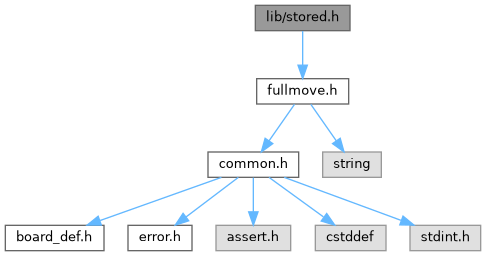 lib/stored.h
fullmove.h
common.h
string
board_def.h
error.h
assert.h
cstddef
stdint.h